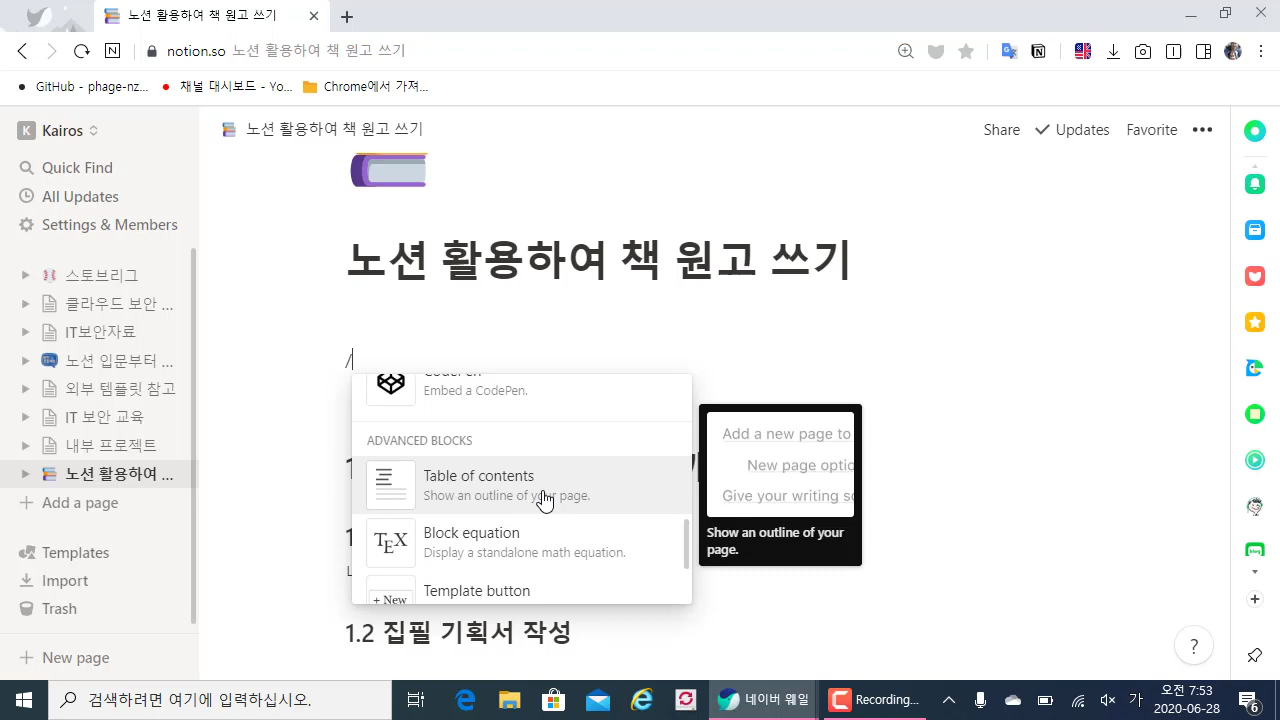 노션 활용하여 책 원고 쓰기
notion.so 노션 활용하여 책 원고 쓰기
GitHub - phage-nz...
채널 대시보드 - Yo...
Chrome에서 가져...
K Kairos
노션 활용하여 책 원고 쓰기
Share
Updates
Favorite
Quick Find
All Updates
Settings & Members
스토브리그
클라우드 보안 ...
IT보안자료
노션 입문부터 ...
외부 템플릿 참고
IT 보안 교육
내부 프로젝트
노션 활용하여 ...
Add a page
Templates
Import
Trash
New page
노션 활용하여 책 원고 쓰기
/
CodePen
Embed a CodePen.
ADVANCED BLOCKS
Table of contents
Show an outline of your page.
TEX
Block equation
Display a standalone math equation.
+ New
Template button
Add a new page to
New page optio
Give your writing s
Show an outline of your
page.
1.2 집필 기획서 작성
?
검색하려면 여기에 입력하십시오.
네이버 웨일
Recording...
가
오전 7:53
2020-06-28
6